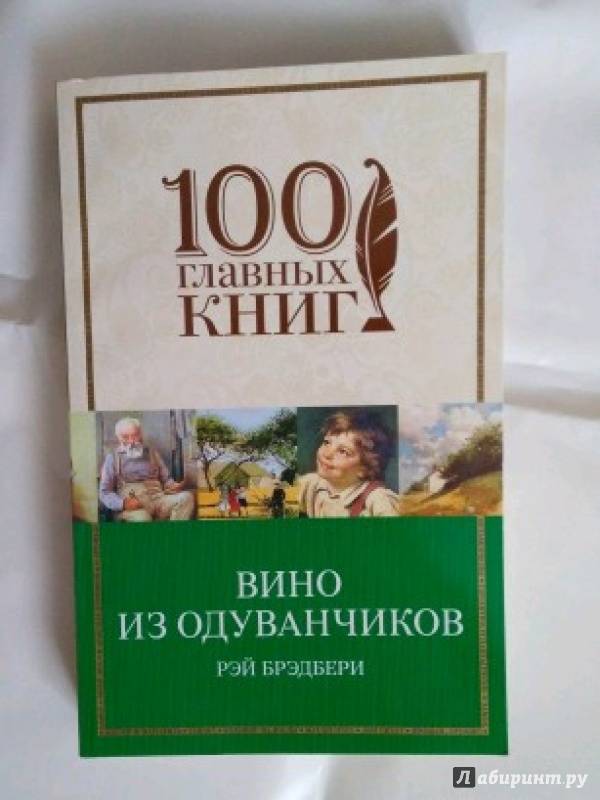 100
ГЛАВНЫХ
КНИГ
ВИНО
ИЗ ОДУВАНЧИКОВ
РЭЙ БРЭДБЕРИ
Лабиринт.ру